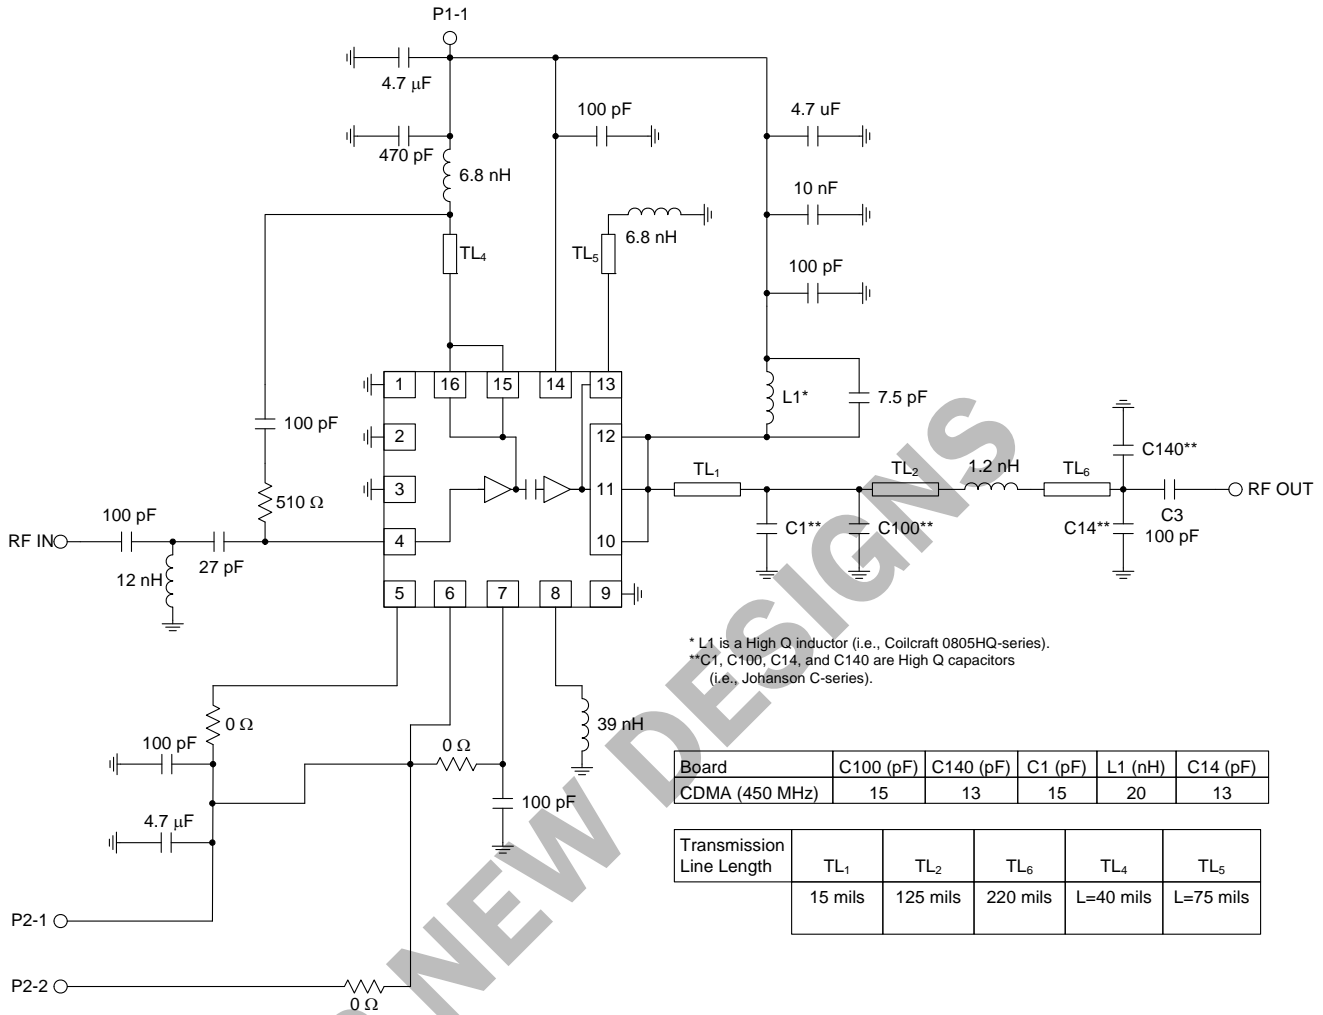 P1-1
4.7 μF
100 pF
4.7 uF
470 pF
6.8 nH
10 nF
6.8 nH
TL4
TL5
100 pF
1
16
15
14
13
L1*
7.5 pF
100 pF
2
12
C140**
3
11
TL1
TL2
1.2 nH
TL6
RF OUT
510 Ω
C1**
C100**
C14**
C3
100 pF
100 pF
RF IN
4
10
27 pF
12 nH
5
6
7
8
9
* L1 is a High Q inductor (i.e., Coilcraft 0805HQ-series).
**C1, C100, C14, and C140 are High Q capacitors
(i.e., Johanson C-series).
0 Ω
39 nH
100 pF
0 Ω
100 pF
4.7 μF
Board C100 (pF) C140 (pF) C1 (pF) L1 (nH) C14 (pF)
CDMA (450 MHz) 15 13 15 20 13
Transmission
Line Length TL1 TL2 TL6 TL4 TL5
15 mils 125 mils 220 mils L=40 mils L=75 mils
P2-1
P2-2
0 Ω
NEW DESIGNS